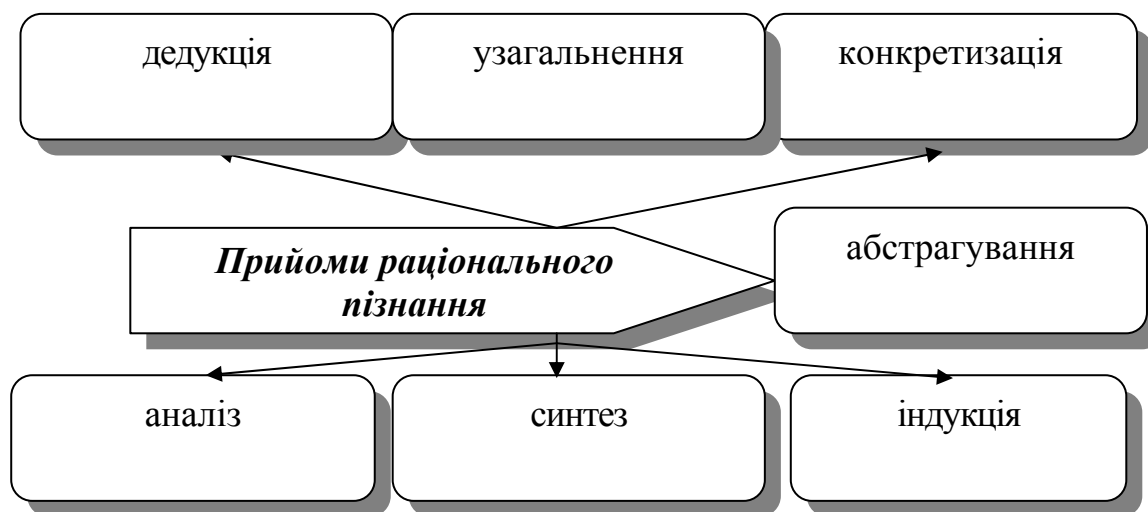 дедукція
узагальнення
конкретизація
Прийоми раціонального
пізнання
абстрагування
аналіз
синтез
індукція